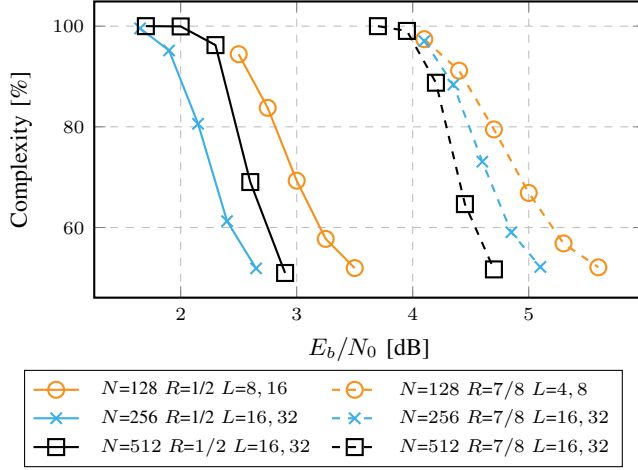 100
80
60
Complexity [%]
2 3 4 5
E_b/N_0 [dB]
N=128 R=1/2 L=8, 16
N=128 R=7/8 L=4, 8
N=256 R=1/2 L=16, 32
N=256 R=7/8 L=16, 32
N=512 R=1/2 L=16, 32
N=512 R=7/8 L=16, 32